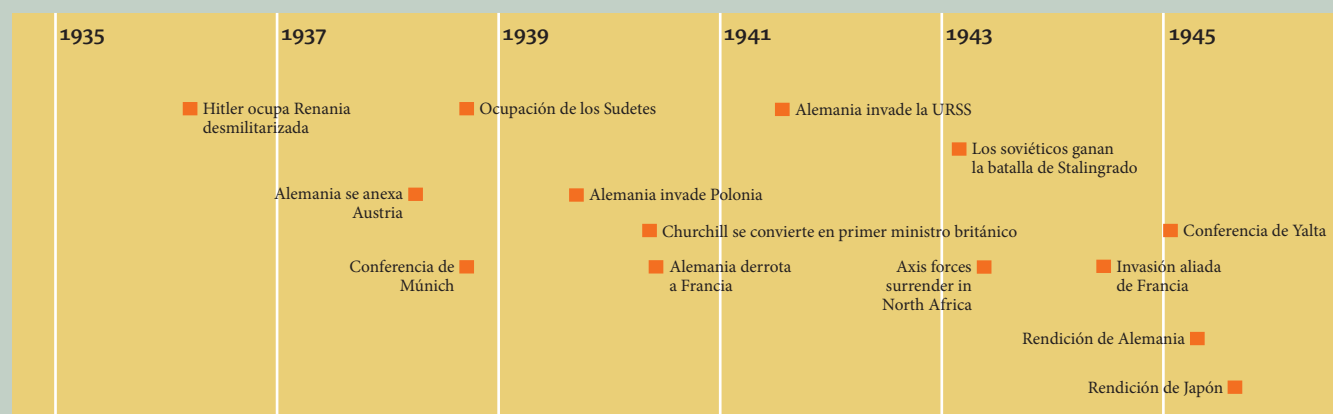 1935
1937
1939
1941
1943
1945
Hitler ocupa Renania
desmilitarizada
Ocupación de los Sudetes
Alemania invade la URSS
Los soviéticos ganan
la batalla de Stalingrado
Alemania se anexa
Austria
Alemania invade Polonia
Churchill se convierte en primer ministro británico
Conferencia de Yalta
Conferencia de
Múnich
Alemania derrota
a Francia
Axis forces
surrender in
North Africa
Invasión aliada
de Francia
Rendición de Alemania
Rendición de Japón